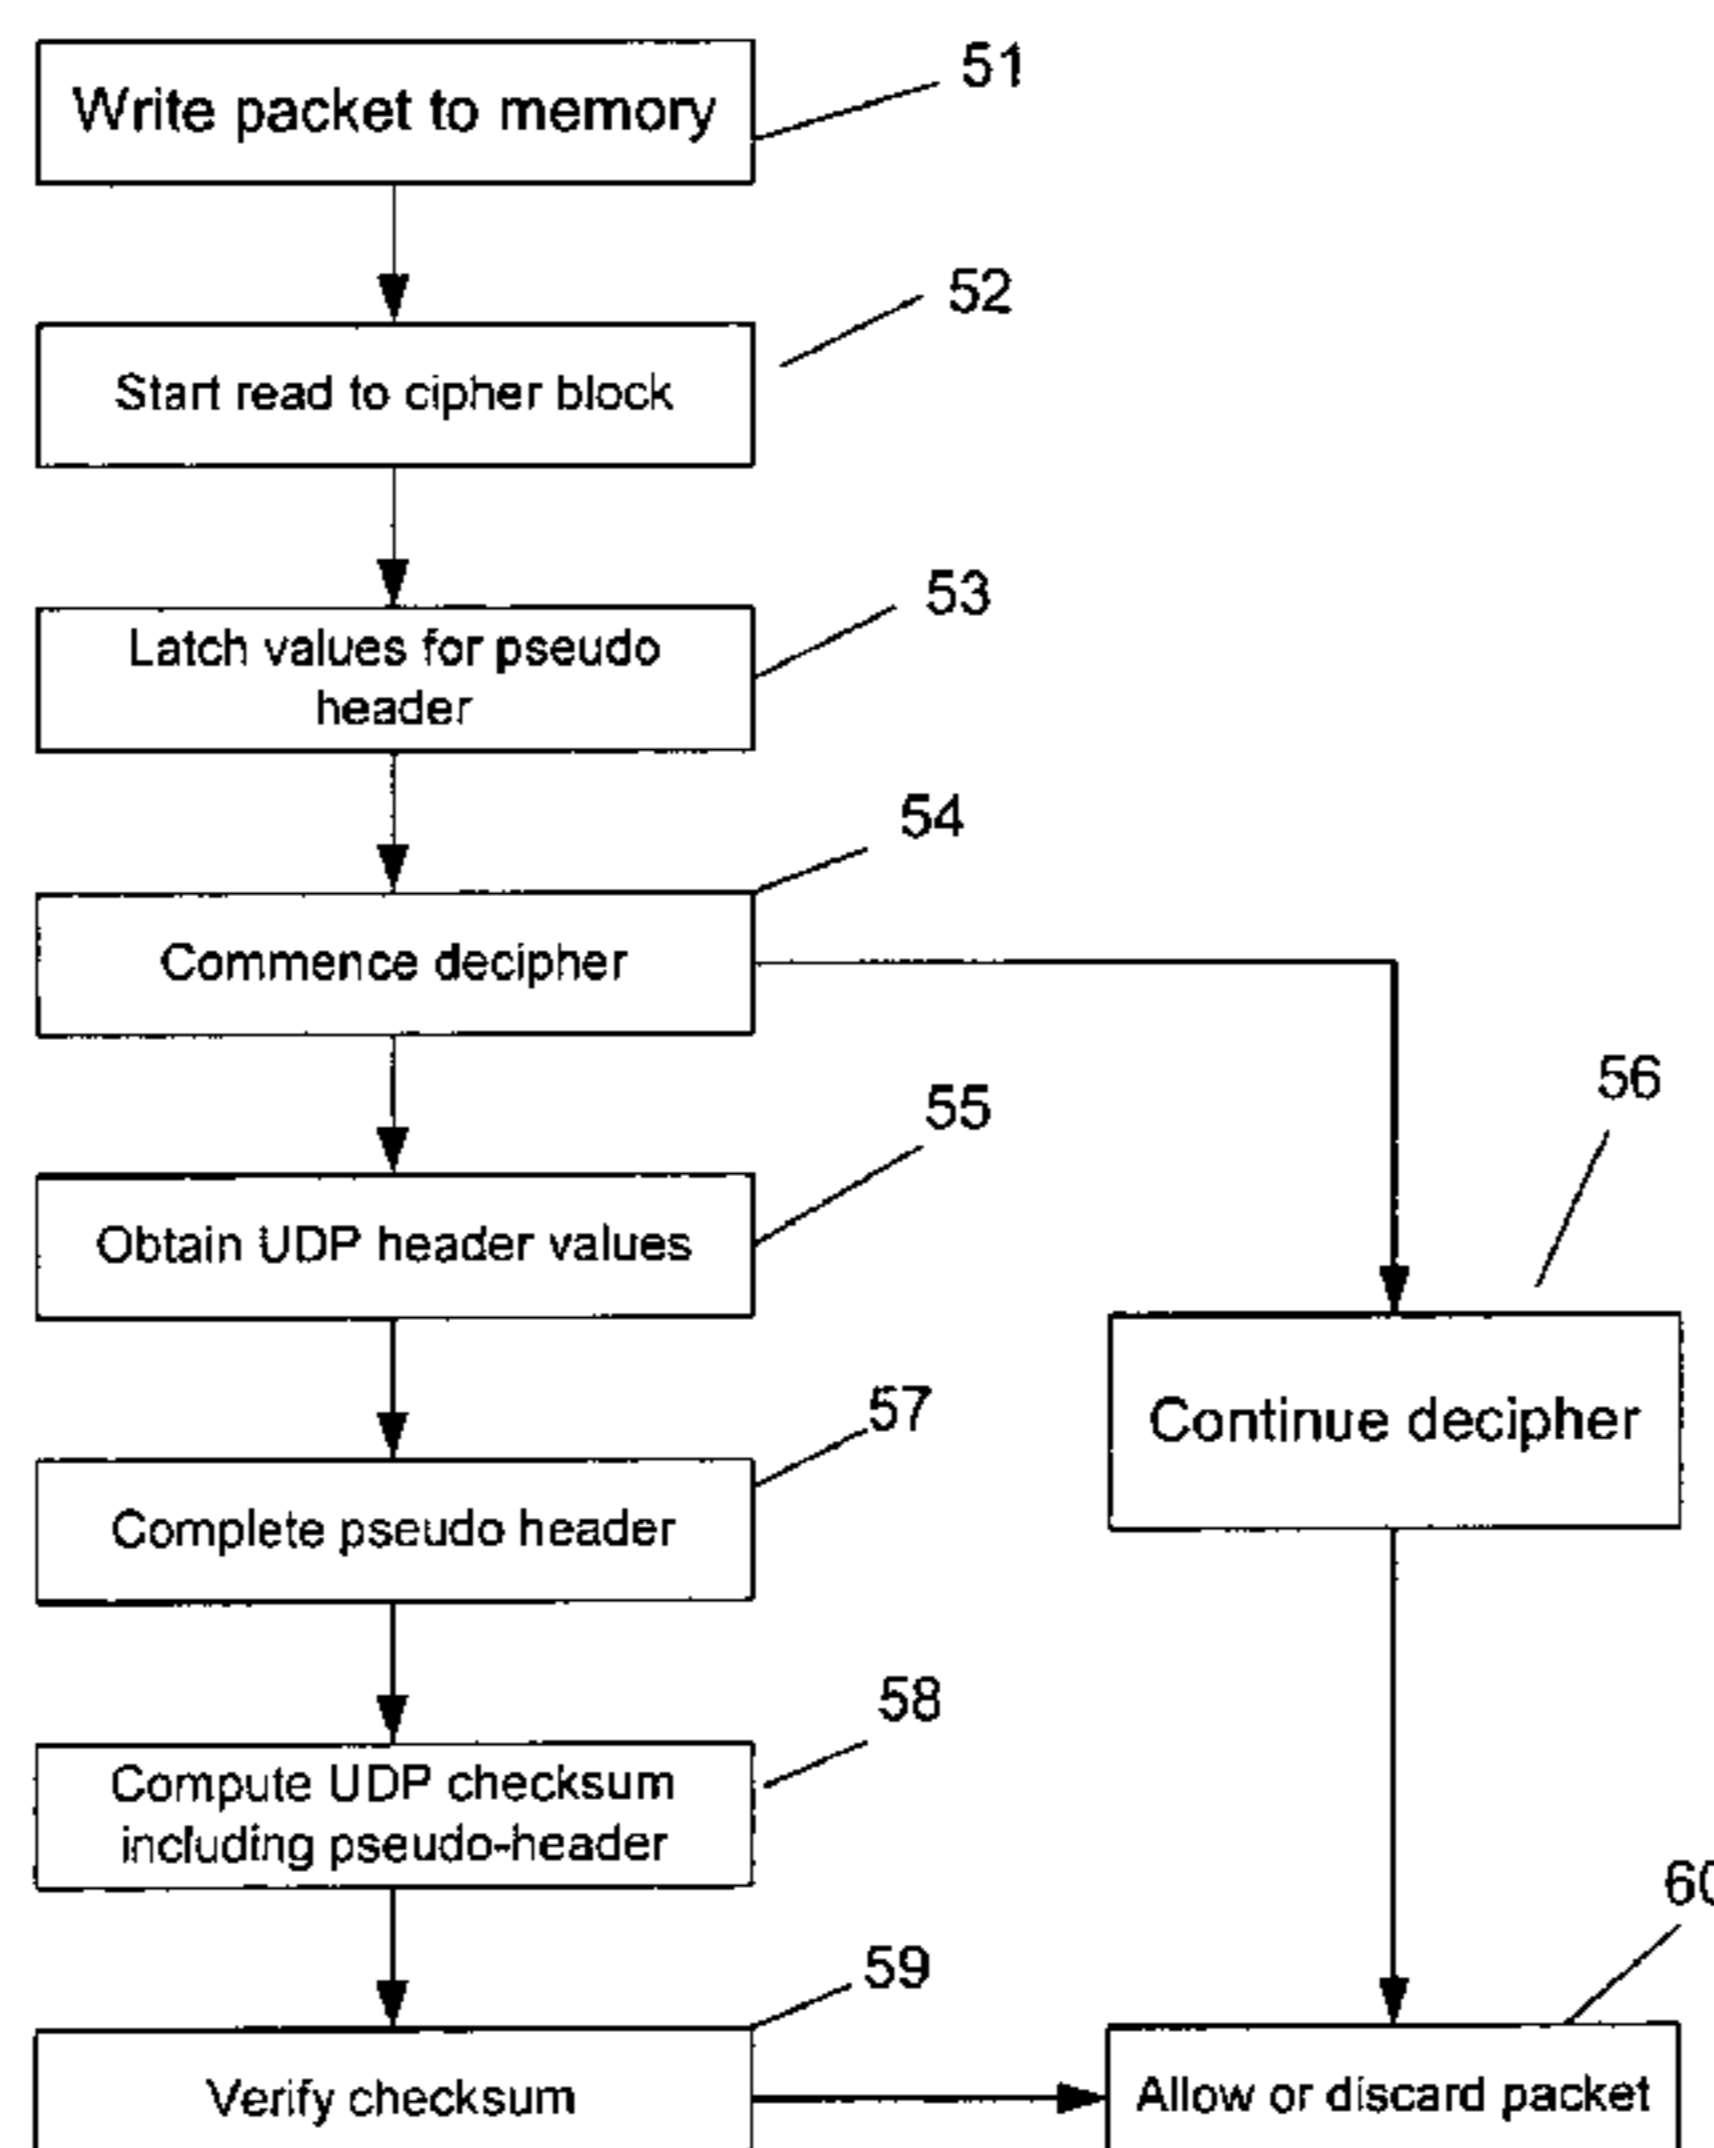 Write packet to memory
51
Start read to cipher block
52
Latch values for pseudo
header
53
Commence decipher
54
Obtain UDP header values
55
Continue decipher
56
Complete pseudo header
57
Compute UDP checksum
including pseudo-header
58
Verify checksum
59
Allow or discard packet
60